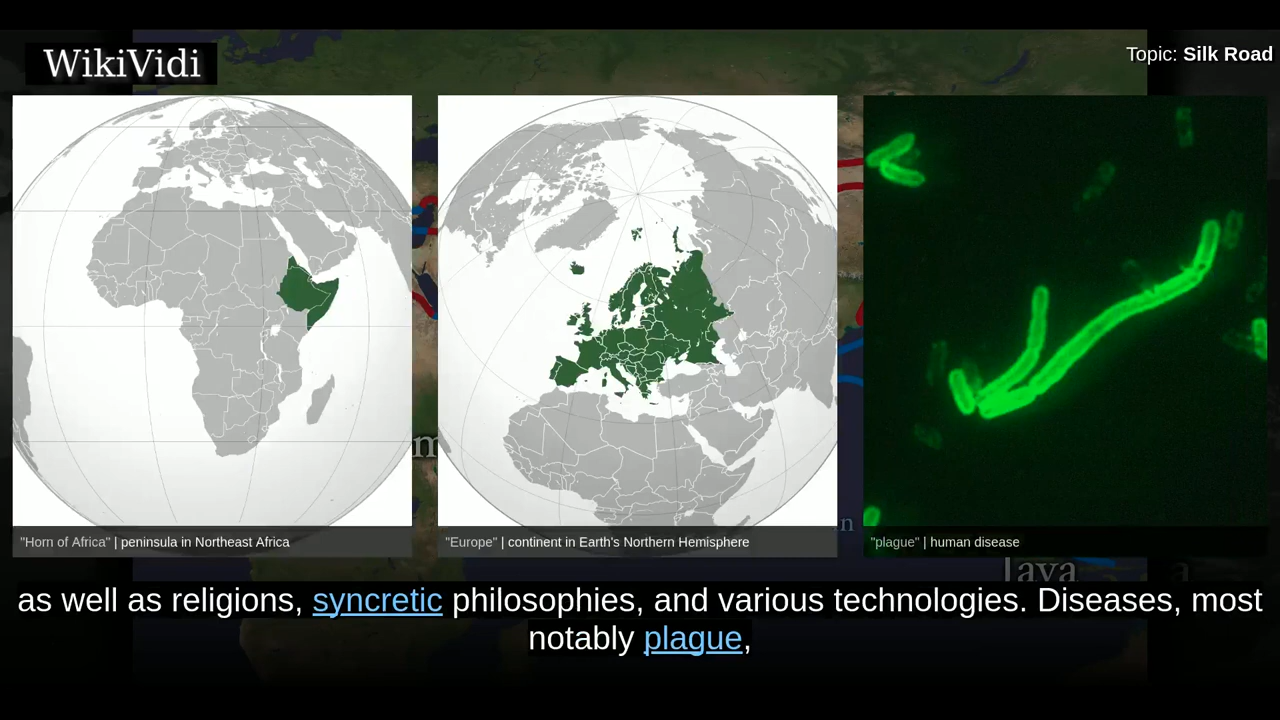 WikiVidi
Topic: Silk Road
m
n
"Horn of Africa" | peninsula in Northeast Africa
"Europe" | continent in Earth's Northern Hemisphere
"plague" | human disease
Java
a
as well as religions, syncretic philosophies, and various technologies. Diseases, most
notably plague,